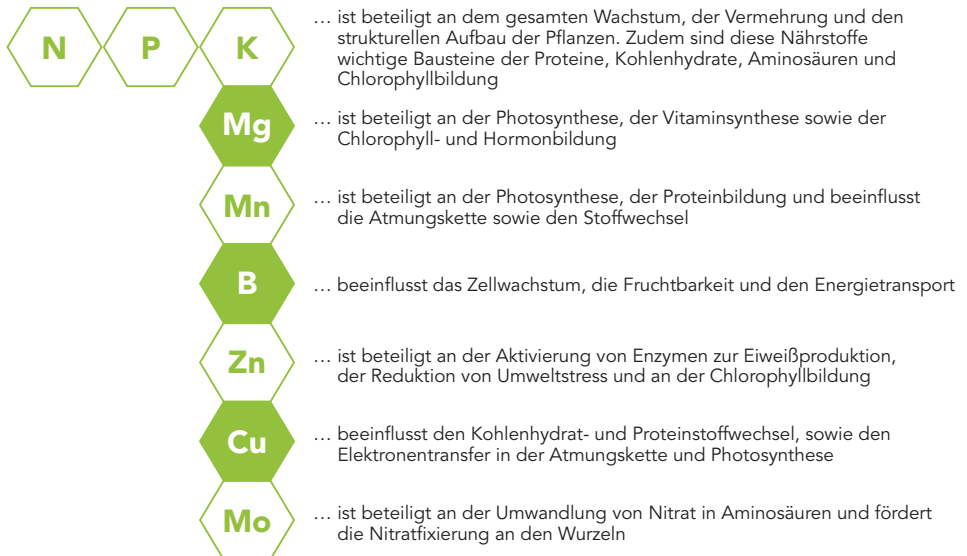 N P K
… ist beteiligt an dem gesamten Wachstum, der Vermehrung und den
strukturellen Aufbau der Pflanzen. Zudem sind diese Nährstoffe
wichtige Bausteine der Proteine, Kohlenhydrate, Aminosäuren und
Chlorophyllbildung
Mg
… ist beteiligt an der Photosynthese, der Vitaminsynthese sowie der
Chlorophyll- und Hormonbildung
Mn
… ist beteiligt an der Photosynthese, der Proteinbildung und beeinflusst
die Atmungskette sowie den Stoffwechsel
B
… beeinflusst das Zellwachstum, die Fruchtbarkeit und den Energietransport
Zn
… ist beteiligt an der Aktivierung von Enzymen zur Eiweißproduktion,
der Reduktion von Umweltstress und an der Chlorophyllbildung
Cu
… beeinflusst den Kohlenhydrat- und Proteinstoffwechsel, sowie den
Elektronentransfer in der Atmungskette und Photosynthese
Mo
… ist beteiligt an der Umwandlung von Nitrat in Aminosäuren und fördert
die Nitratfixierung an den Wurzeln